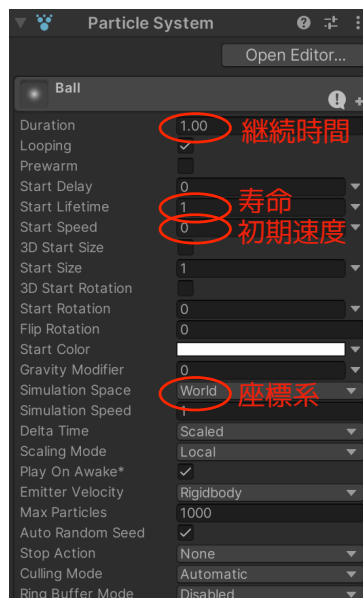 Particle System
Open Editor...
Ball
Duration 1.00 継続時間
Looping
Prewarm
Start Delay 0
Start Lifetime 1 寿命
Start Speed 0 初期速度
3D Start Size
Start Size 1
3D Start Rotation
Start Rotation 0
Flip Rotation 0
Start Color
Gravity Modifier 0
Simulation Space World 座標系
Simulation Speed 1
Delta Time Scaled
Scaling Mode Local
Play On Awake*
Emitter Velocity Rigidbody
Max Particles 1000
Auto Random Seed
Stop Action None
Culling Mode Automatic
Ring Buffer Mode Disabled